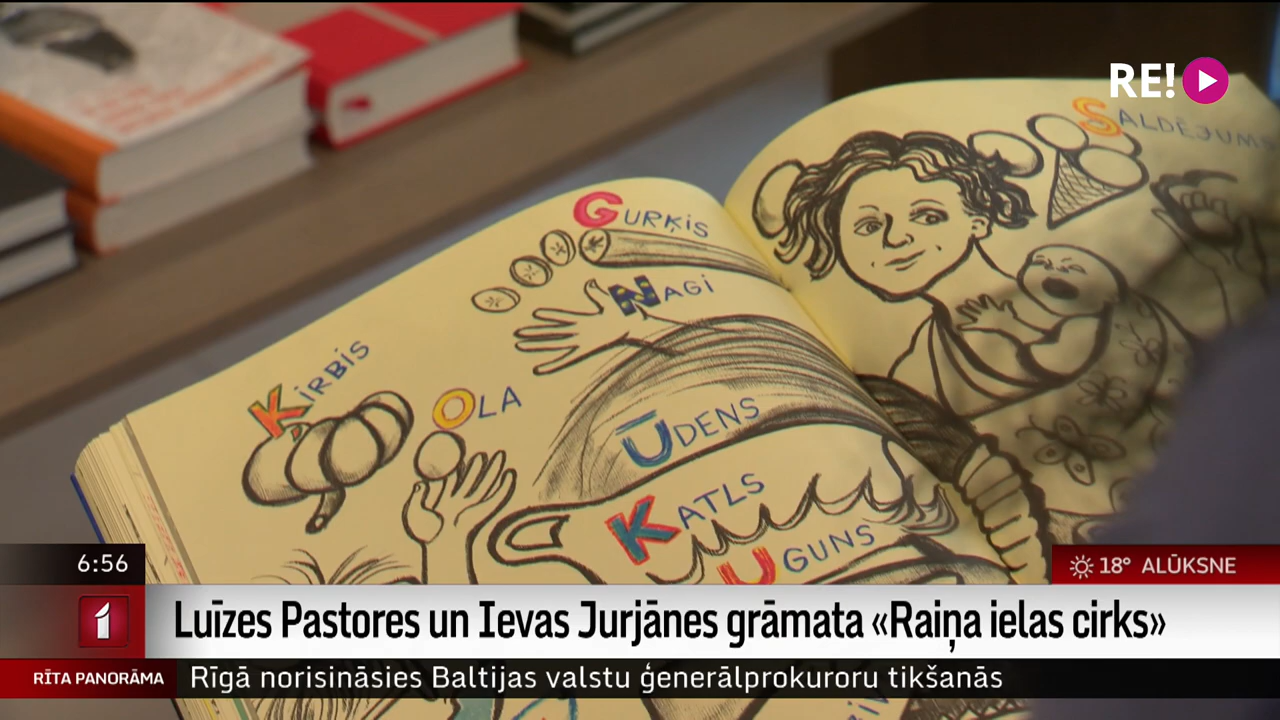 RE!
SALDĒJUMS
GURĶIS
NAGI
ĶIRBIS
OLA
ŪDENS
KATLS
UGUNS
6:56
18° ALŪKSNE
1
Luīzes Pastores un Ievas Jurjānes grāmata «Raiņa ielas cirks»
RĪTA PANORĀMA
Rīgā norisināsies Baltijas valstu ģenerālprokuroru tikšanās